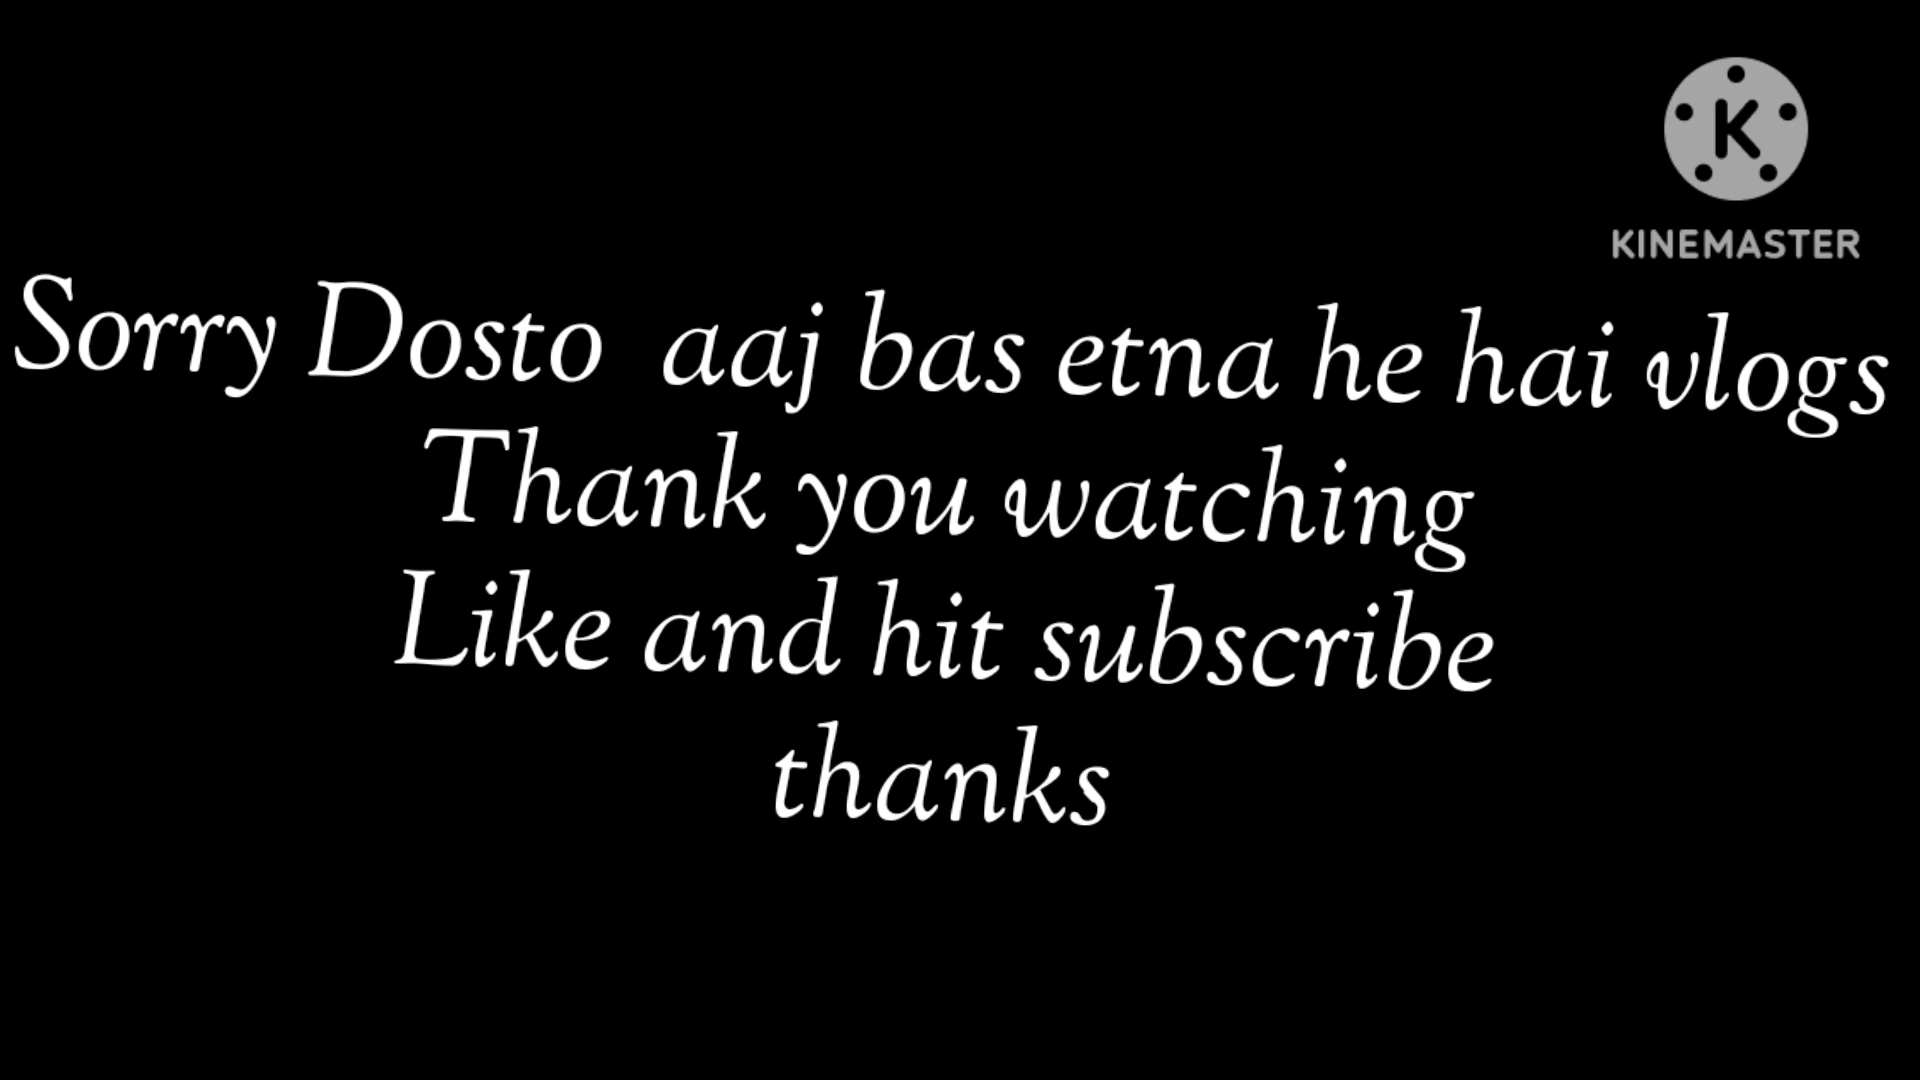 K
KINEMASTER
Sorry Dosto aaj bas etna he hai vlogs
Thank you watching
Like and hit subscribe
thanks